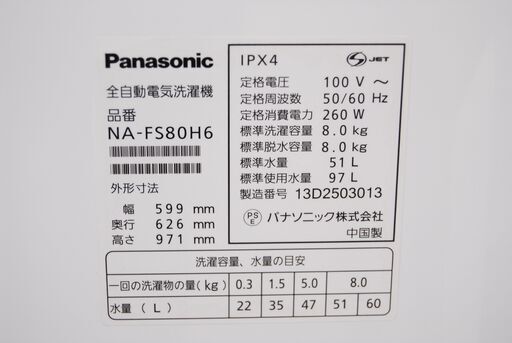 Panasonic
全自動電気洗濯機
品番
NA-FS80H6
外形寸法
幅 599 mm
奥行 626 mm
高さ 971 mm
IPX4
S JET
定格電圧 100 V ～
定格周波数 50/60 Hz
定格消費電力 260 W
標準洗濯容量 8.0 kg
標準脱水容量 8.0 kg
標準水量 51 L
標準使用水量 97 L
製造番号 13D2503013
PS E パナソニック株式会社
中国製
洗濯容量、水量の目安
一回の洗濯物の量(kg) 0.3 1.5 5.0 8.0
水量 (L) 22 35 47 51 60